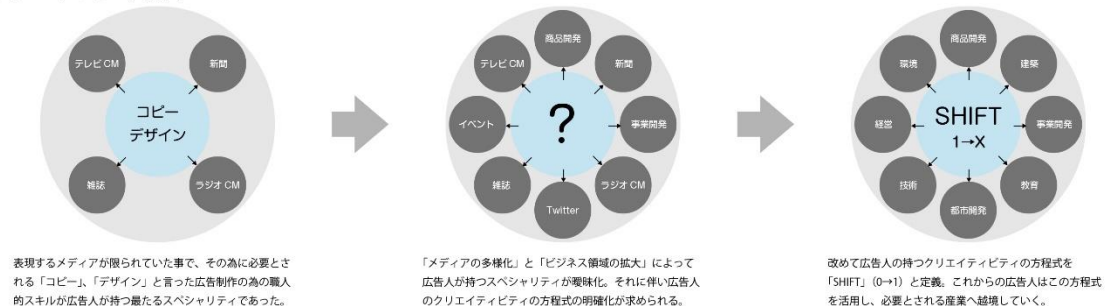 テレビCM
新聞
コピー
デザイン
雑誌
ラジオCM
表現するメディアが限られていた事で、その為に必要とさ
れる「コピー」、「デザイン」と言った広告制作の為の職人
的スキルが広告人が持つ最たるスペシャリティであった。
商品開発
テレビCM
新聞
イベント
?
事業開発
雑誌
ラジオCM
Twitter
「メディアの多様化」と「ビジネス領域の拡大」によって
広告人が持つスペシャリティが曖昧化。それに伴い広告人
のクリエイティビティの方程式の明確化が求められる。
商品開発
環境
建築
経営
SHIFT
1→X
事業開発
技術
教育
都市開発
改めて広告人の持つクリエイティビティの方程式を
「SHIFT」(0→1)と定義。これからの広告人はこの方程式
を活用し、必要とされる産業へ越境していく。